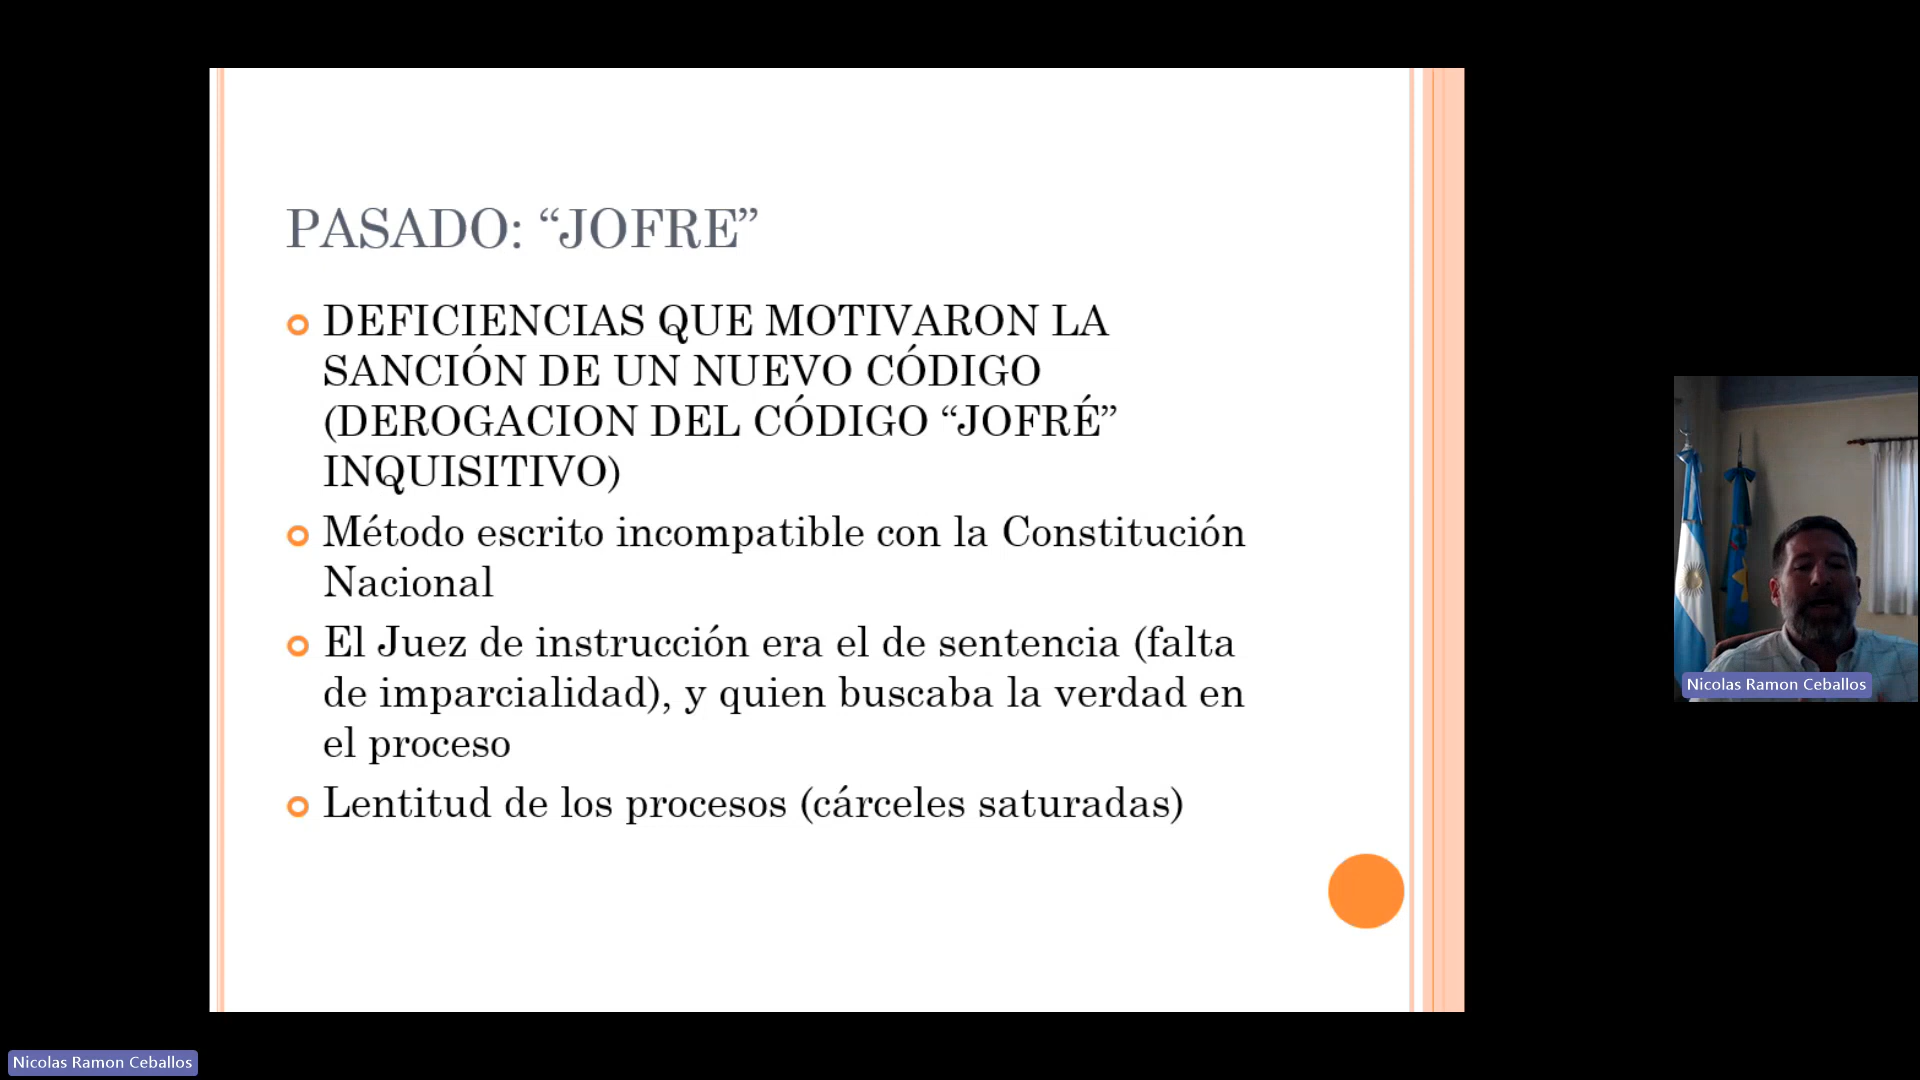 PASADO: “JOFRE”
DEFICIENCIAS QUE MOTIVARON LA
SANCIÓN DE UN NUEVO CÓDIGO
(DEROGACION DEL CÓDIGO “JOFRÉ”
INQUISITIVO)
Método escrito incompatible con la Constitución
Nacional
El Juez de instrucción era el de sentencia (falta
de imparcialidad), y quien buscaba la verdad en
el proceso
Lentitud de los procesos (cárceles saturadas)
Nicolas Ramon Ceballos
Nicolas Ramon Ceballos